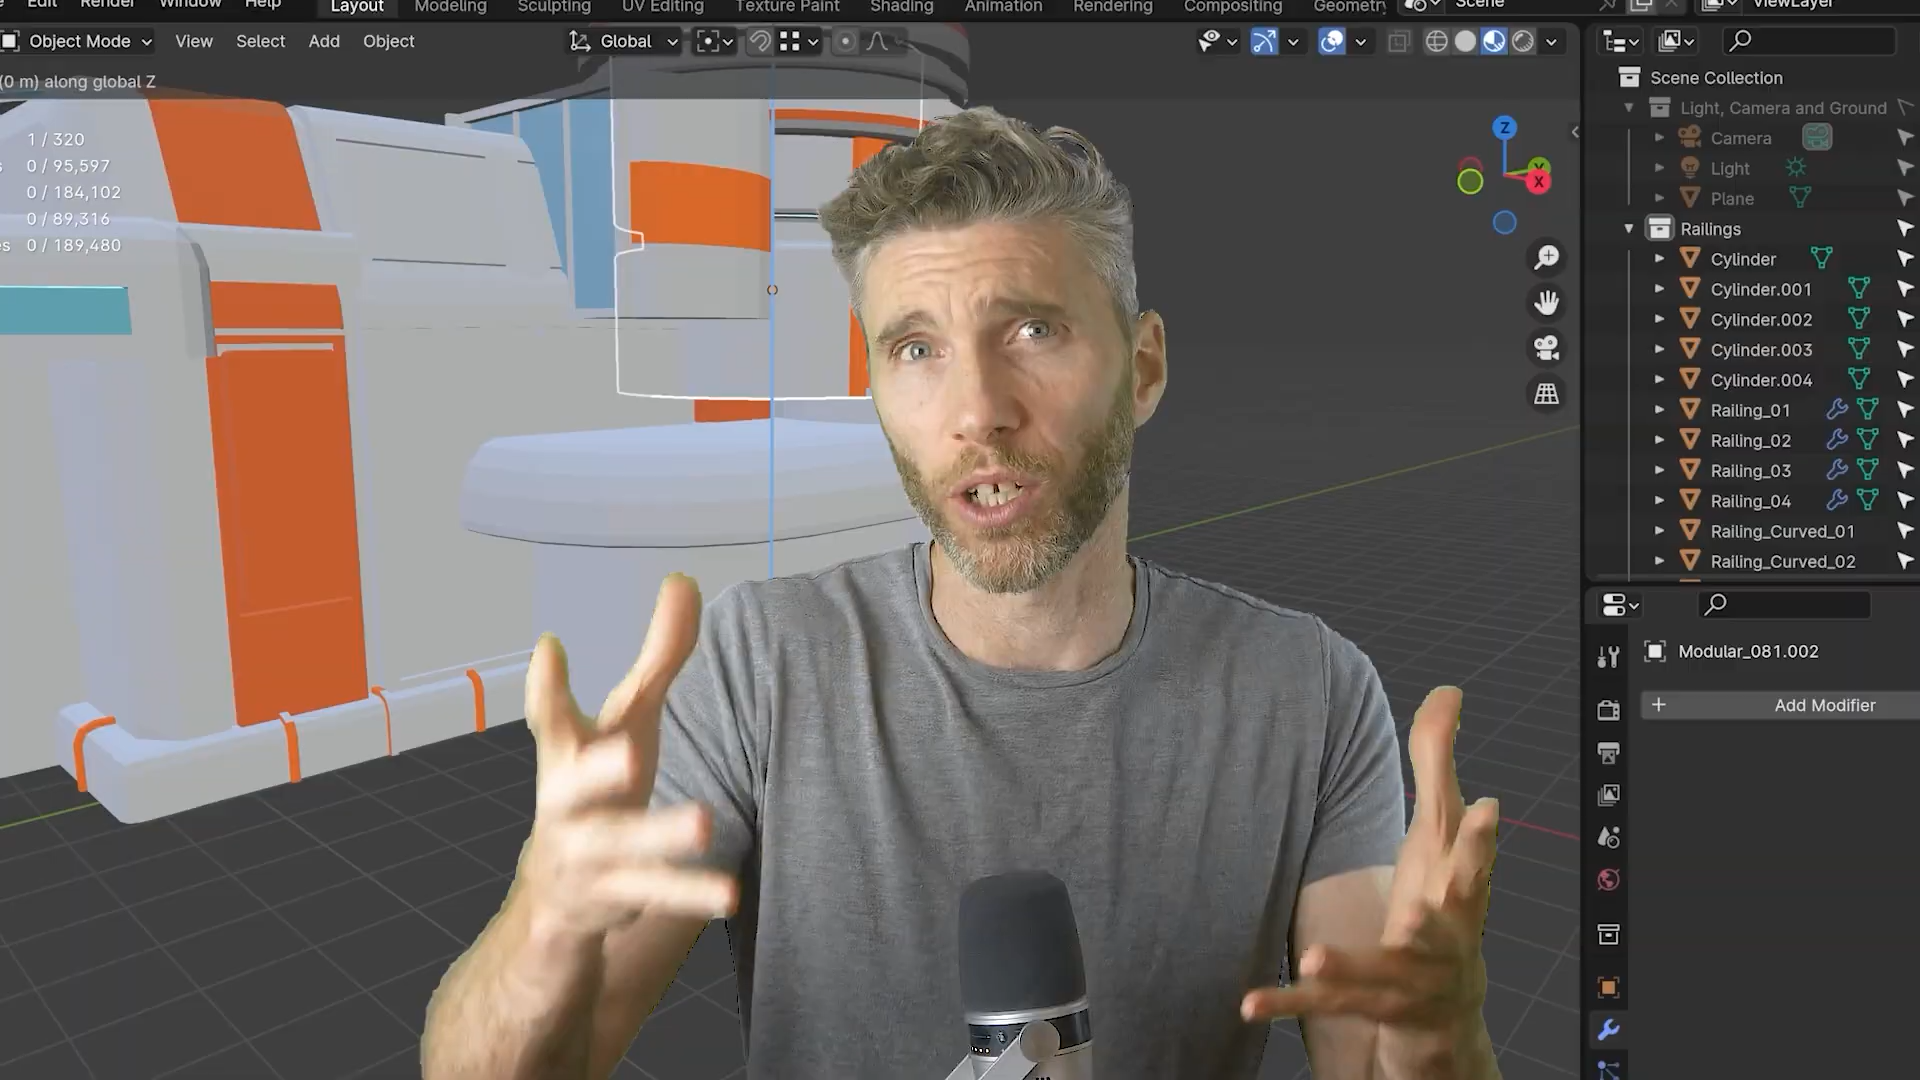 Edit Render Window Help Layout Modeling Sculpting UV Editing Texture Paint Shading Animation Rendering Compositing Scene ViewLayer
Object Mode View Select Add Object Global
(0 m) along global Z
1 / 320
0 / 95,597
0 / 184,102
0 / 89,316
0 / 189,480
Z
Y
X
Scene Collection
Light, Camera and Ground
Camera
Light
Plane
Railings
Cylinder
Cylinder.001
Cylinder.002
Cylinder.003
Cylinder.004
Railing_01
Railing_02
Railing_03
Railing_04
Railing_Curved_01
Railing_Curved_02
Modular_081.002
+ Add Modifier